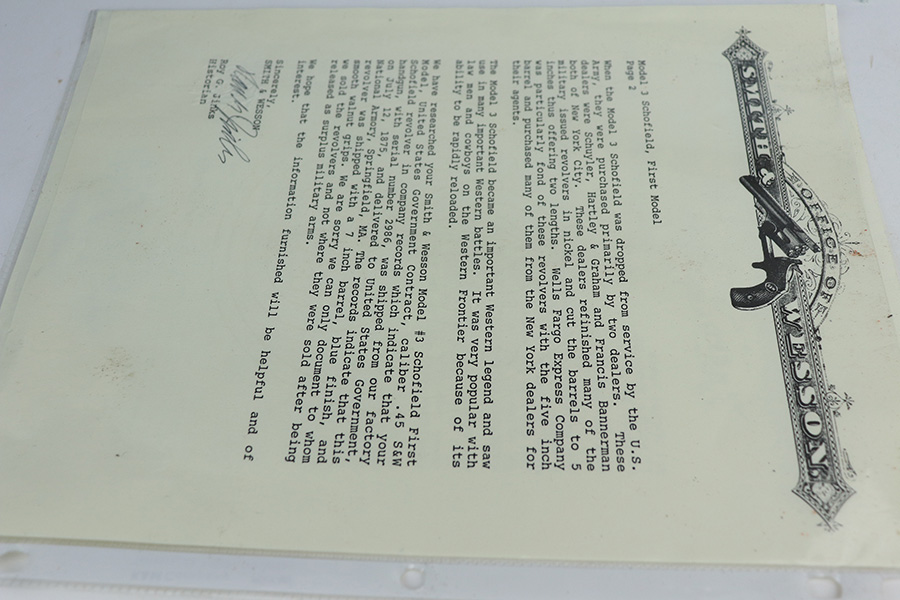 OFFICE OF
SMITH & WESSON
Model 3 Schofield, First Model
Page 2
When the Model 3 Schofield was dropped from service by the U.S.
Army, they were purchased primarily by two dealers. These
dealers were Schuyler, Hartley & Graham and Francis Bannerman
both of New York City. These dealers refinished many of the
military issued revolvers in nickel and cut the barrels to 5
inches thus offering two lengths. Wells Fargo Express Company
was particularly fond of these revolvers with the five inch
barrel and purchased many of them from the New York dealers for
their agents.
The Model 3 Schofield became an important Western legend and saw
use in many important Western battles. It was very popular with
law men and cowboys on the Western Frontier because of its
ability to be rapidly reloaded.
We have researched your Smith & Wesson Model #3 Schofield First
Model, United States Government Contract, caliber .45 S&W
Schofield revolver in company records which indicate that your
handgun, with serial number 2986, was shipped from our factory
on July 12, 1875, and delivered to United States Government,
National Armory, Springfield, MA. The records indicate that this
revolver was shipped with a 7 inch barrel, blue finish, and
smooth walnut grips. We are sorry we can only document to whom
we sold the revolvers and not where they were sold after being
released as surplus military arms.
We hope that the information furnished will be helpful and of
interest.
Sincerely,
SMITH & WESSON
Roy G. Jinks
Historian